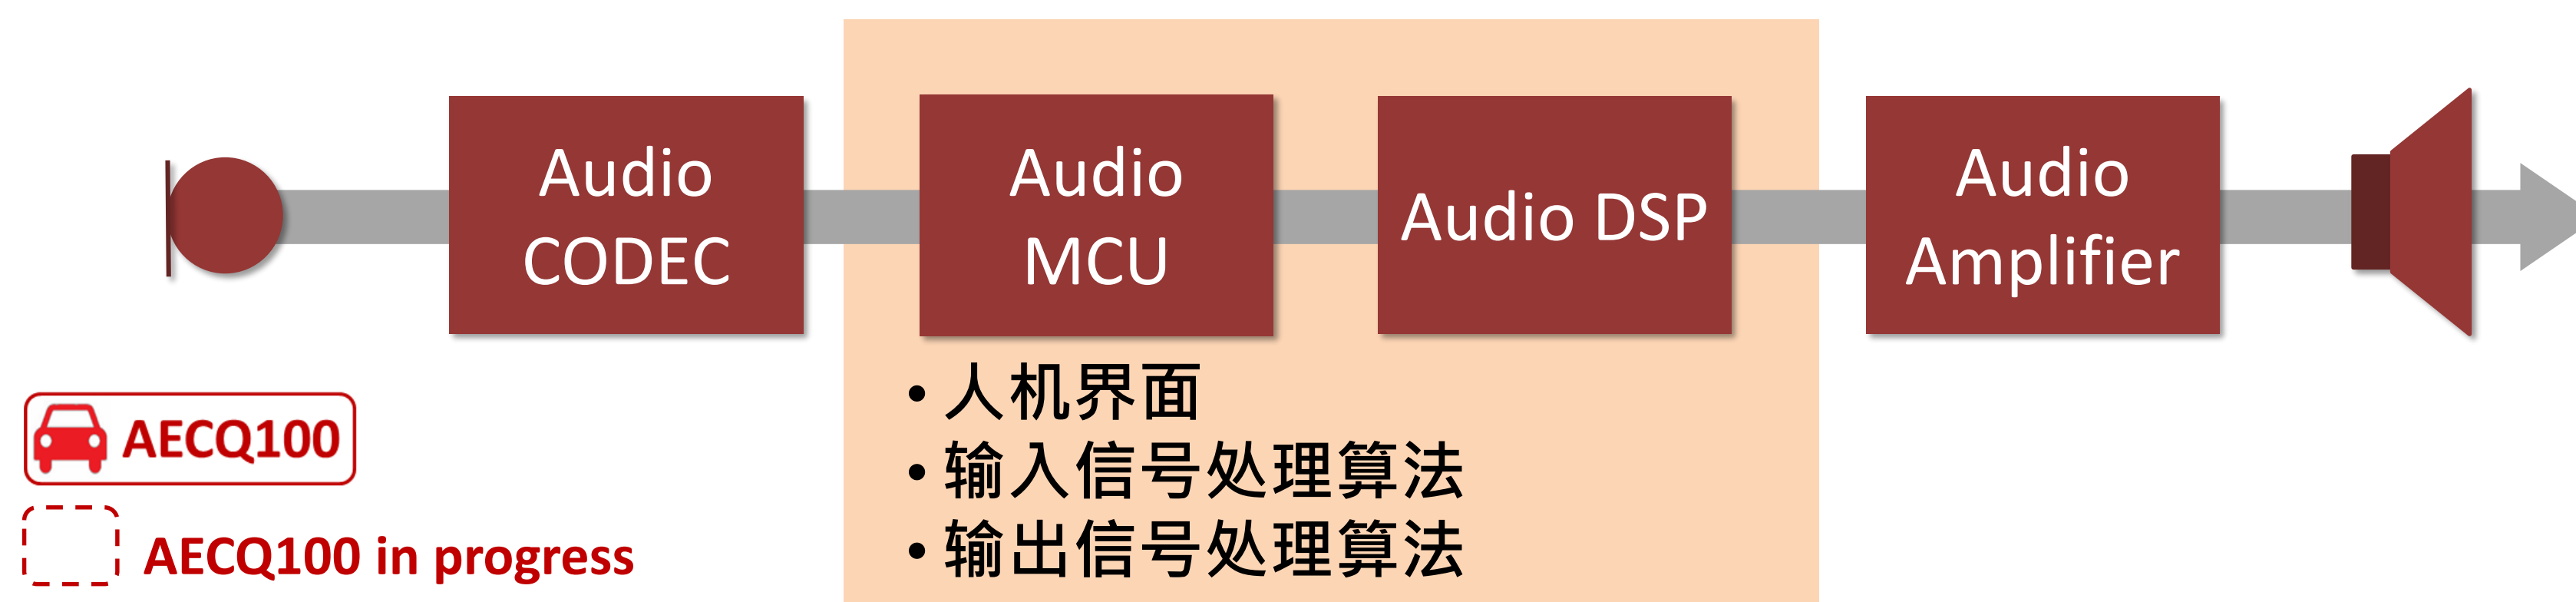 Audio
CODEC
Audio
MCU
Audio DSP
Audio
Amplifier
• 人机界面
• 输入信号处理算法
• 输出信号处理算法
AECQ100
AECQ100 in progress